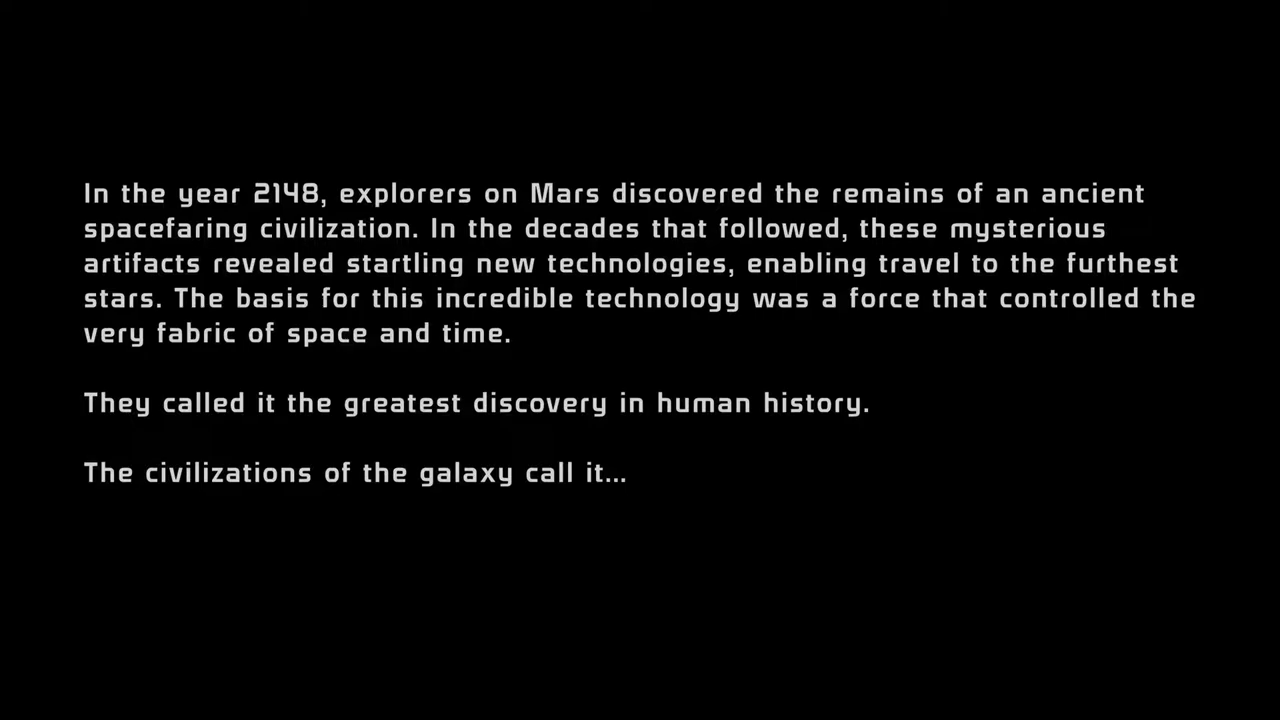 In the year 2148, explorers on Mars discovered the remains of an ancient
spacefaring civilization. In the decades that followed, these mysterious
artifacts revealed startling new technologies, enabling travel to the furthest
stars. The basis for this incredible technology was a force that controlled the
very fabric of space and time.
They called it the greatest discovery in human history.
The civilizations of the galaxy call it...